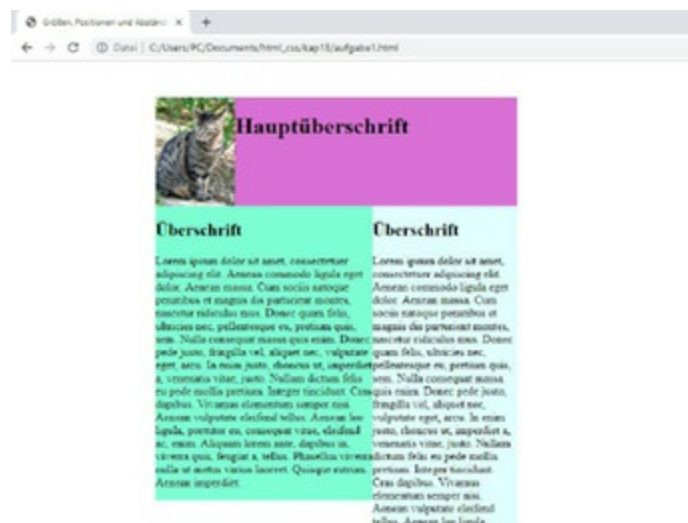 Größen, Positionen und Abständ
Datei | C:/Users/PC/Documents/html_css/kap18/aufgabe1.html
Hauptüberschrift
Überschrift
Lorem ipsum dolor sit amet, consectetuer
adipiscing elit. Aenean commodo ligula eget
dolor. Aenean massa. Cum sociis natoque
penatibus et magnis dis parturient montes,
nascetur ridiculus mus. Donec quam felis,
ultricies nec, pellentesque eu, pretium quis,
sem. Nulla consequat massa quis enim. Donec
pede justo, fringilla vel, aliquet nec, vulputate
eget, arcu. In enim justo, rhoncus ut, imperdiet
a, venenatis vitae, justo. Nullam dictum felis
eu pede mollis pretium. Integer tincidunt. Cras
dapibus. Vivamus elementum semper nisi.
Aenean vulputate eleifend tellus. Aenean leo
ligula, porttitor eu, consequat vitae, eleifend
ac, enim. Aliquam lorem ante, dapibus in,
viverra quis, feugiat a, tellus. Phasellus viverra
nulla ut metus varius laoreet. Quisque rutrum.
Aenean imperdiet.
Überschrift
Lorem ipsum dolor sit amet,
consectetuer adipiscing elit.
Aenean commodo ligula eget
dolor. Aenean massa. Cum
sociis natoque penatibus et
magnis dis parturient montes,
nascetur ridiculus mus. Donec
quam felis, ultricies nec,
pellentesque eu, pretium quis,
sem. Nulla consequat massa
quis enim. Donec pede justo,
fringilla vel, aliquet nec,
vulputate eget, arcu. In enim
justo, rhoncus ut, imperdiet a,
venenatis vitae, justo. Nullam
dictum felis eu pede mollis
pretium. Integer tincidunt.
Cras dapibus. Vivamus
elementum semper nisi.
Aenean vulputate eleifend
tellus. Aenean leo ligula